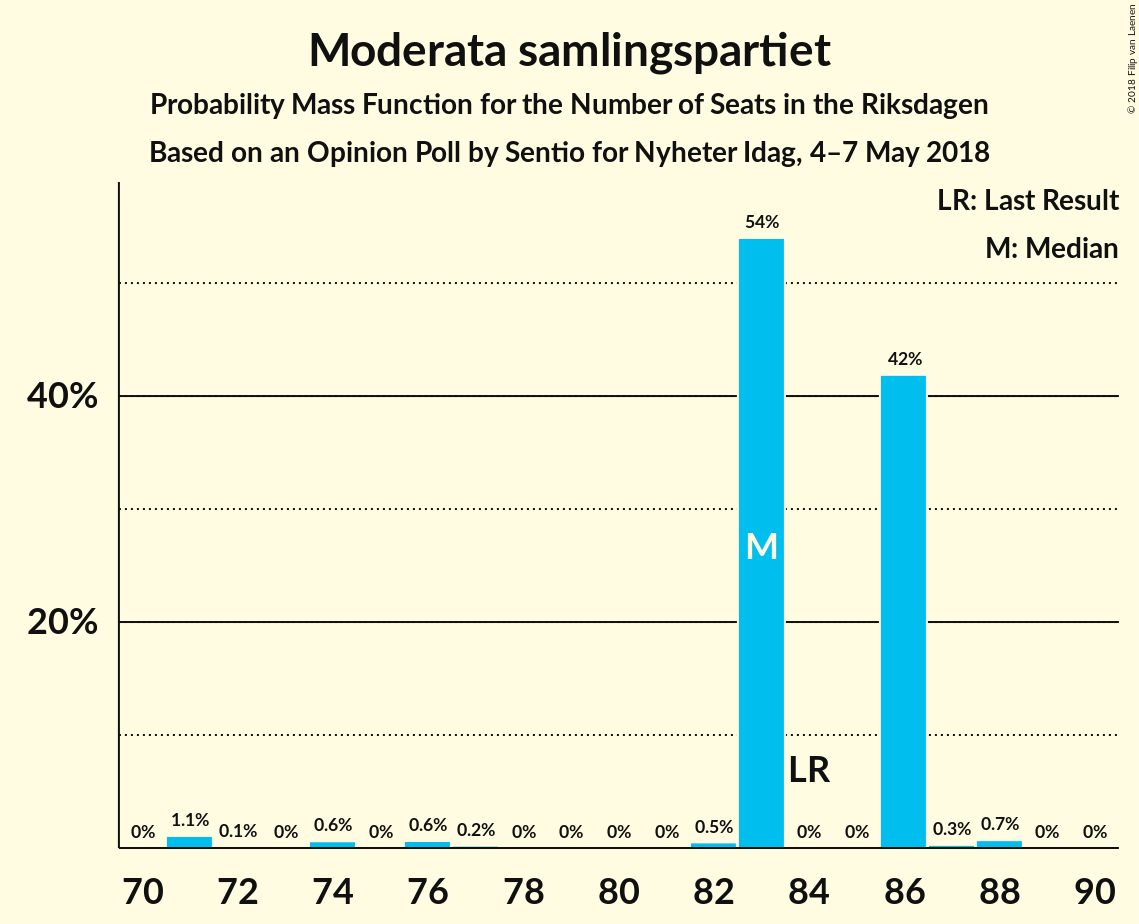 Moderata samlingspartiet
Probability Mass Function for the Number of Seats in the Riksdagen
Based on an Opinion Poll by Sentio for Nyheter Idag, 4–7 May 2018
© 2018 Filip van Laenen
LR: Last Result
M: Median
54%
42%
40%
M
20%
LR
0% 1.1% 0.1% 0% 0.6% 0% 0.6% 0.2% 0% 0% 0% 0% 0.5% 0% 0% 0.3% 0.7% 0% 0%
70 72 74 76 78 80 82 84 86 88 90